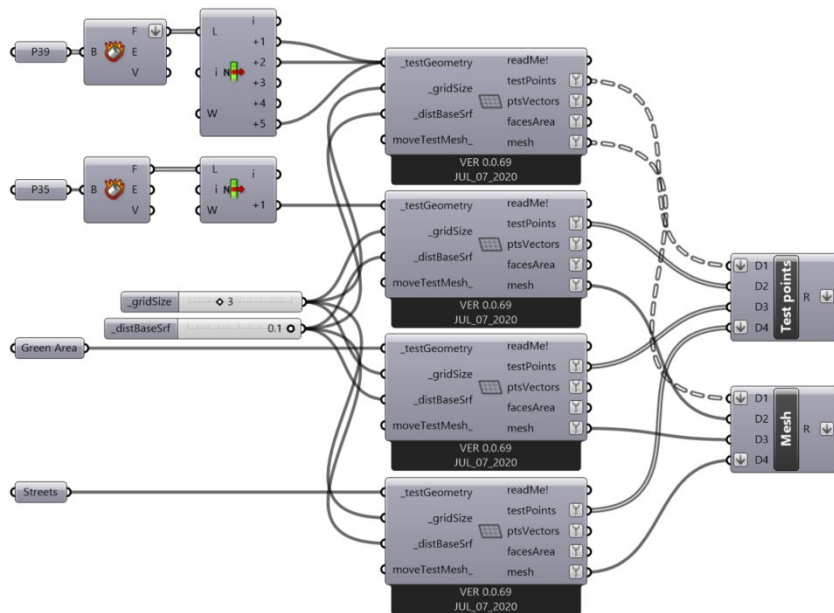 P39
B
F
E
V
L
i
W
N
i
+1
+2
+3
+4
+5
_testGeometry
_gridSize
_distBaseSrf
moveTestMesh_
readMe!
testPoints
ptsVectors
facesArea
mesh
VER 0.0.69
JUL_07_2020
P35
B
F
E
V
L
i
W
N
i
+1
_testGeometry
_gridSize
_distBaseSrf
moveTestMesh_
readMe!
testPoints
ptsVectors
facesArea
mesh
VER 0.0.69
JUL_07_2020
_gridSize
3
_distBaseSrf
0.1
Green Area
_testGeometry
_gridSize
_distBaseSrf
moveTestMesh_
readMe!
testPoints
ptsVectors
facesArea
mesh
VER 0.0.69
JUL_07_2020
Streets
_testGeometry
_gridSize
_distBaseSrf
moveTestMesh_
readMe!
testPoints
ptsVectors
facesArea
mesh
VER 0.0.69
JUL_07_2020
D1
D2
D3
D4
Test points
R
D1
D2
D3
D4
Mesh
R